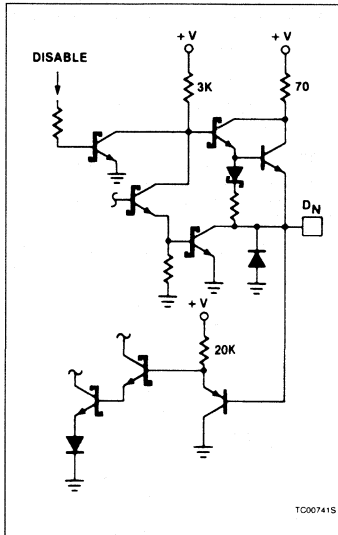 + V
+ V
DISABLE
3K
70
DN
+ V
20K
TC00741S